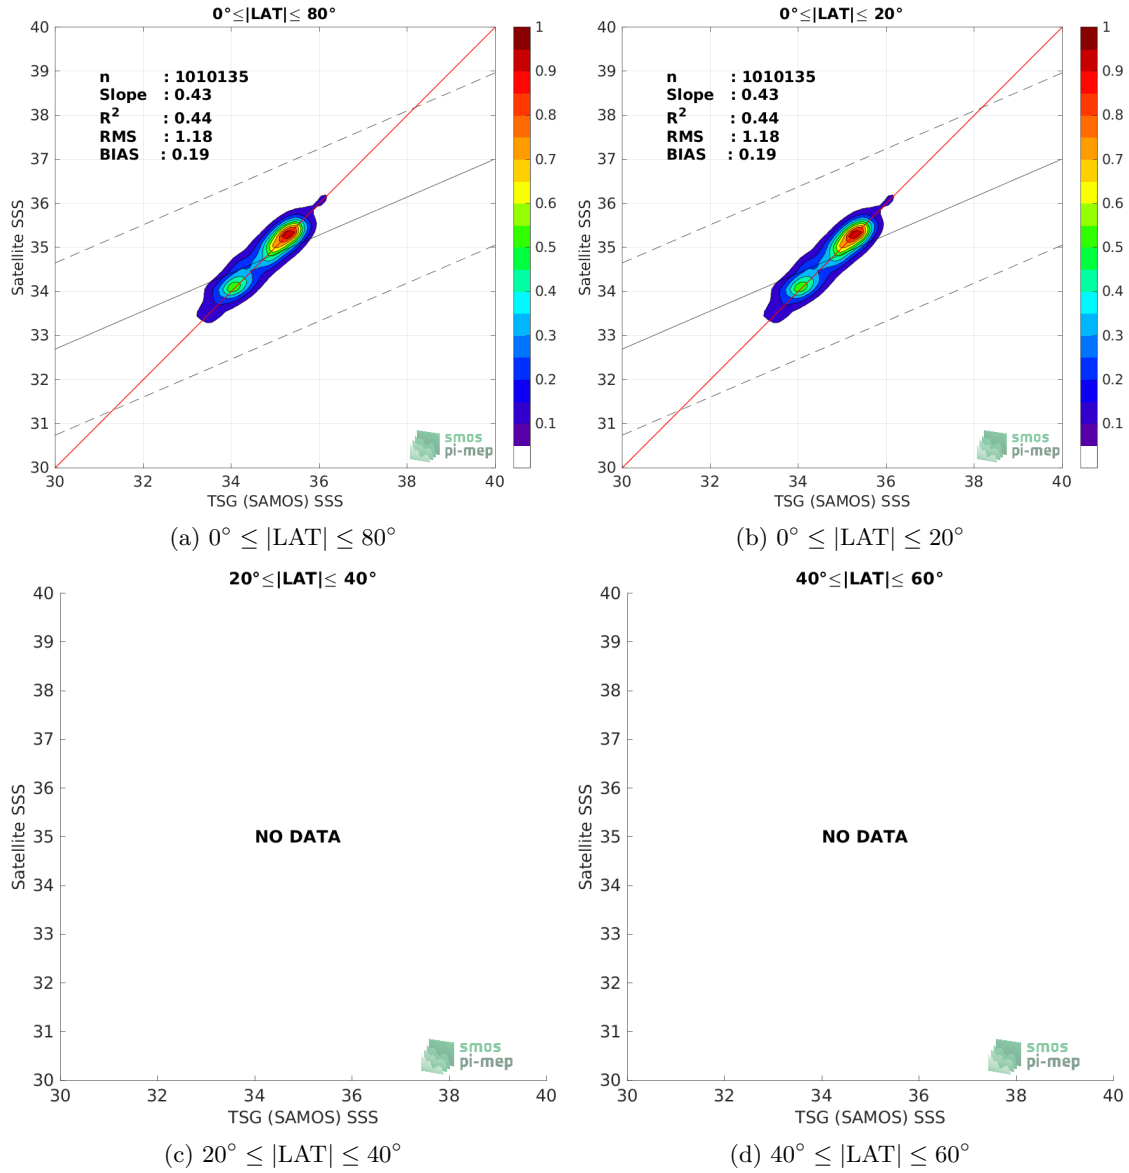 0°≤|LAT|≤ 80°
40
39
38
37
36
35
34
33
32
31
30
Satellite SSS
n : 1010135
Slope : 0.43
R² : 0.44
RMS : 1.18
BIAS : 0.19
smos
pi-mep
30 32 34 36 38 40
TSG (SAMOS) SSS
1
0.9
0.8
0.7
0.6
0.5
0.4
0.3
0.2
0.1
(a) 0° ≤ |LAT| ≤ 80°
0°≤|LAT|≤ 20°
40
39
38
37
36
35
34
33
32
31
30
Satellite SSS
n : 1010135
Slope : 0.43
R² : 0.44
RMS : 1.18
BIAS : 0.19
smos
pi-mep
30 32 34 36 38 40
TSG (SAMOS) SSS
1
0.9
0.8
0.7
0.6
0.5
0.4
0.3
0.2
0.1
(b) 0° ≤ |LAT| ≤ 20°
20°≤|LAT|≤ 40°
40
39
38
37
36
35
34
33
32
31
30
Satellite SSS
NO DATA
smos
pi-mep
30 32 34 36 38 40
TSG (SAMOS) SSS
(c) 20° ≤ |LAT| ≤ 40°
40°≤|LAT|≤ 60°
40
39
38
37
36
35
34
33
32
31
30
Satellite SSS
NO DATA
smos
pi-mep
30 32 34 36 38 40
TSG (SAMOS) SSS
(d) 40° ≤ |LAT| ≤ 60°